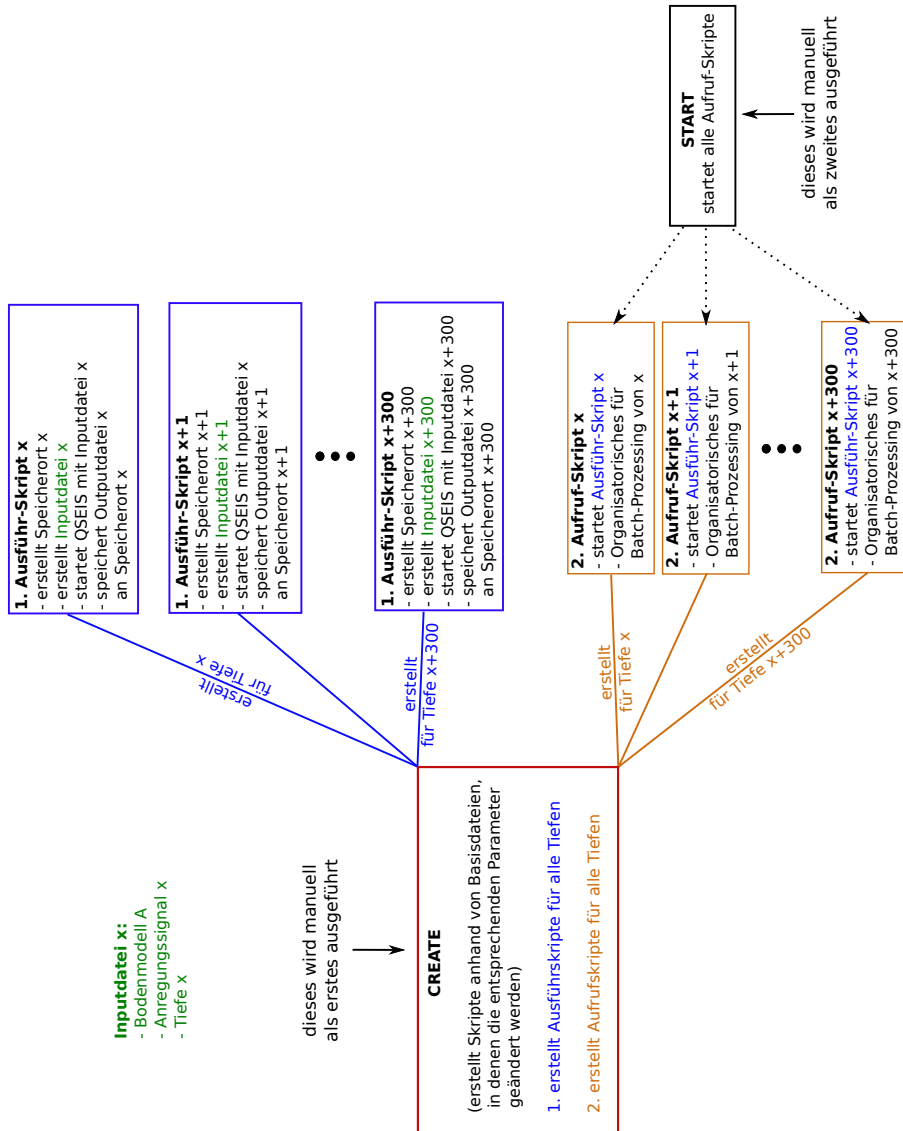 Inputdatei x:
- Bodenmodell A
- Anregungssignal x
- Tiefe x
dieses wird manuell
als erstes ausgeführt
CREATE
(erstellt Skripte anhand von Basisdateien,
in denen die entsprechenden Parameter
geändert werden)
1. erstellt Ausführskripte für alle Tiefen
2. erstellt Aufrufskripte für alle Tiefen
erstellt
für Tiefe x
erstellt
für Tiefe x+300
erstellt
für Tiefe x
erstellt
für Tiefe x+300
1. Ausführ-Skript x
- erstellt Speicherort x
- erstellt Inputdatei x
- startet QSEIS mit Inputdatei x
- speichert Outputdatei x
an Speicherort x
1. Ausführ-Skript x+1
- erstellt Speicherort x+1
- erstellt Inputdatei x+1
- startet QSEIS mit Inputdatei x
- speichert Outputdatei x+1
an Speicherort x+1
1. Ausführ-Skript x+300
- erstellt Speicherort x+300
- erstellt Inputdatei x+300
- startet QSEIS mit Inputdatei x+300
- speichert Outputdatei x+300
an Speicherort x+300
2. Aufruf-Skript x
- startet Ausführ-Skript x
- Organisatorisches für
Batch-Prozessing von x
2. Aufruf-Skript x+1
- startet Ausführ-Skript x+1
- Organisatorisches für
Batch-Prozessing von x+1
2. Aufruf-Skript x+300
- startet Ausführ-Skript x+300
- Organisatorisches für
Batch-Prozessing von x+300
START
startet alle Aufruf-Skripte
dieses wird manuell
als zweites ausgeführt